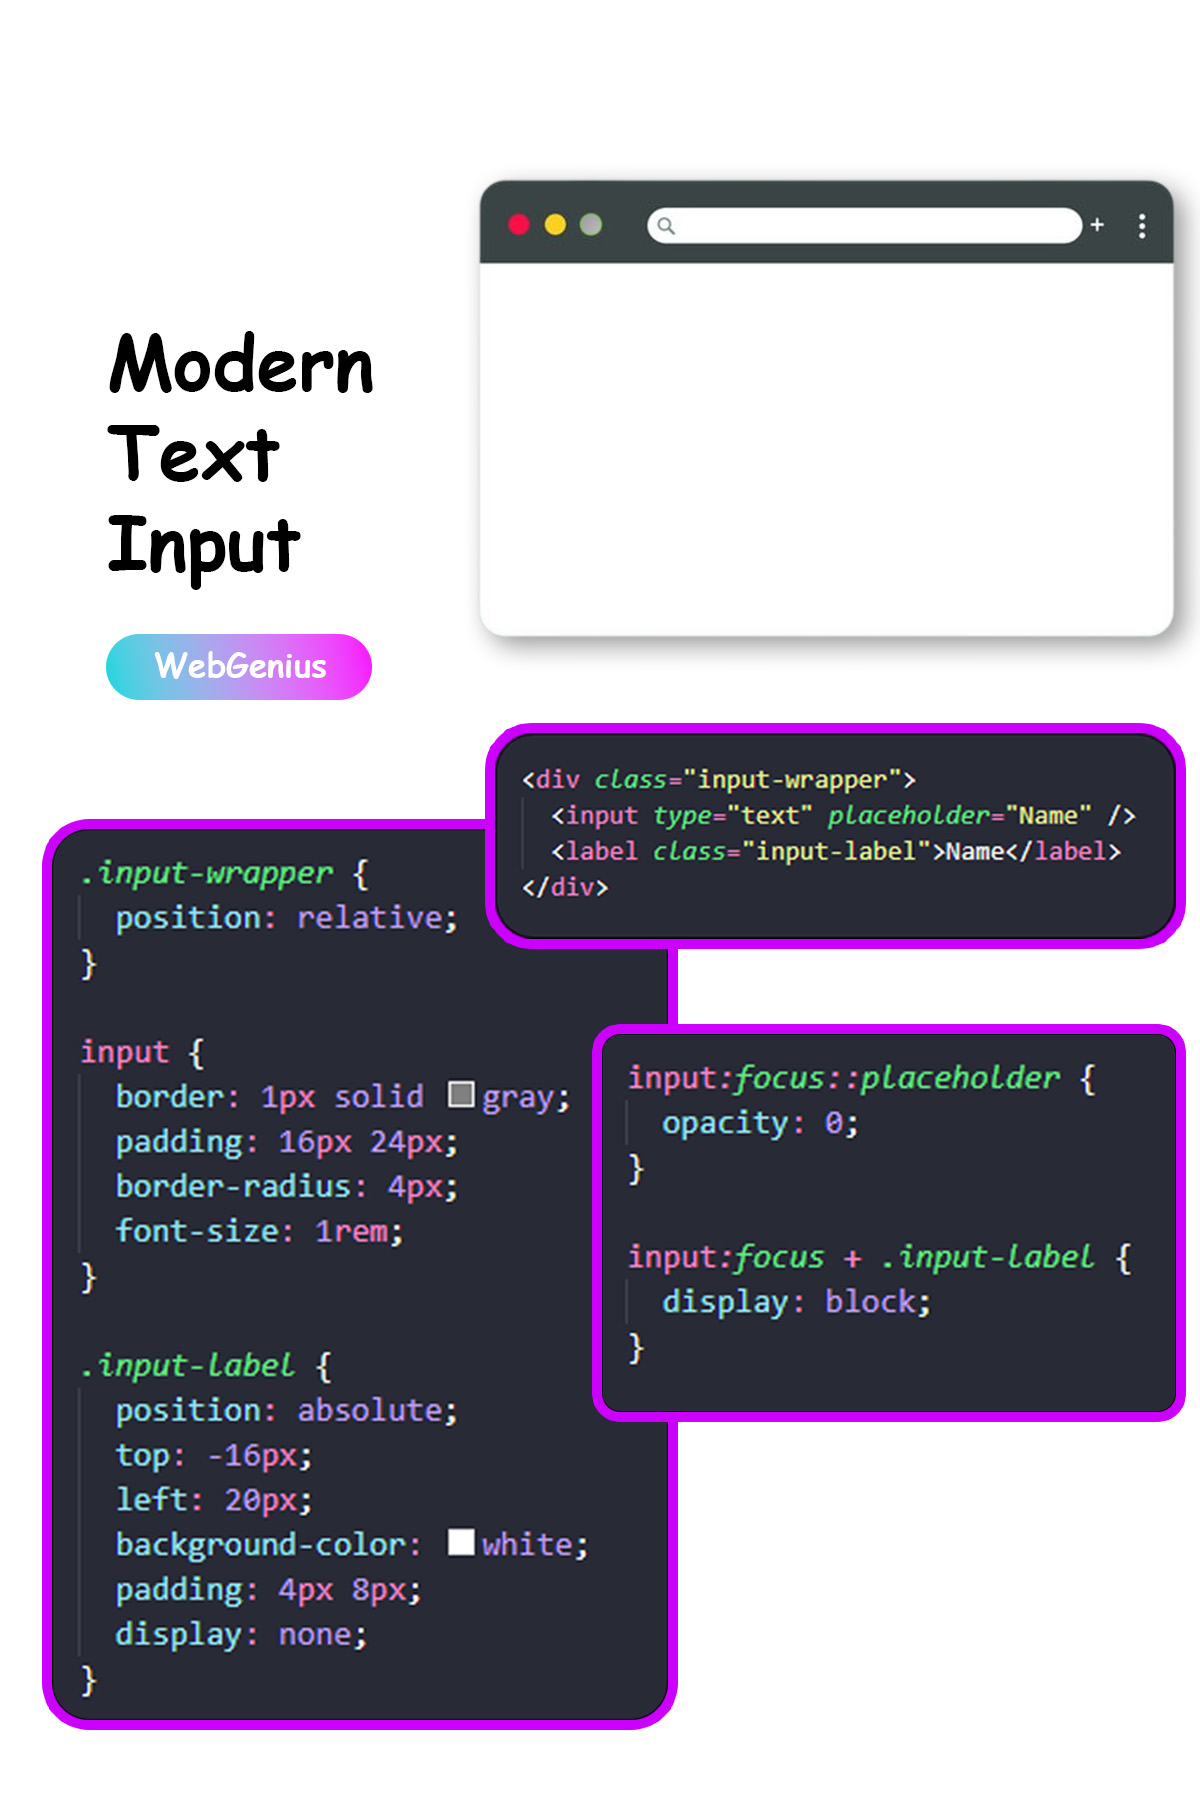 Modern
Text
Input
WebGenius
<div class="input-wrapper">
  <input type="text" placeholder="Name" />
  <label class="input-label">Name</label>
</div>
.input-wrapper {
  position: relative;
}
input {
  border: 1px solid gray;
  padding: 16px 24px;
  border-radius: 4px;
  font-size: 1rem;
}
.input-label {
  position: absolute;
  top: -16px;
  left: 20px;
  background-color: white;
  padding: 4px 8px;
  display: none;
}
input:focus::placeholder {
  opacity: 0;
}
input:focus + .input-label {
  display: block;
}